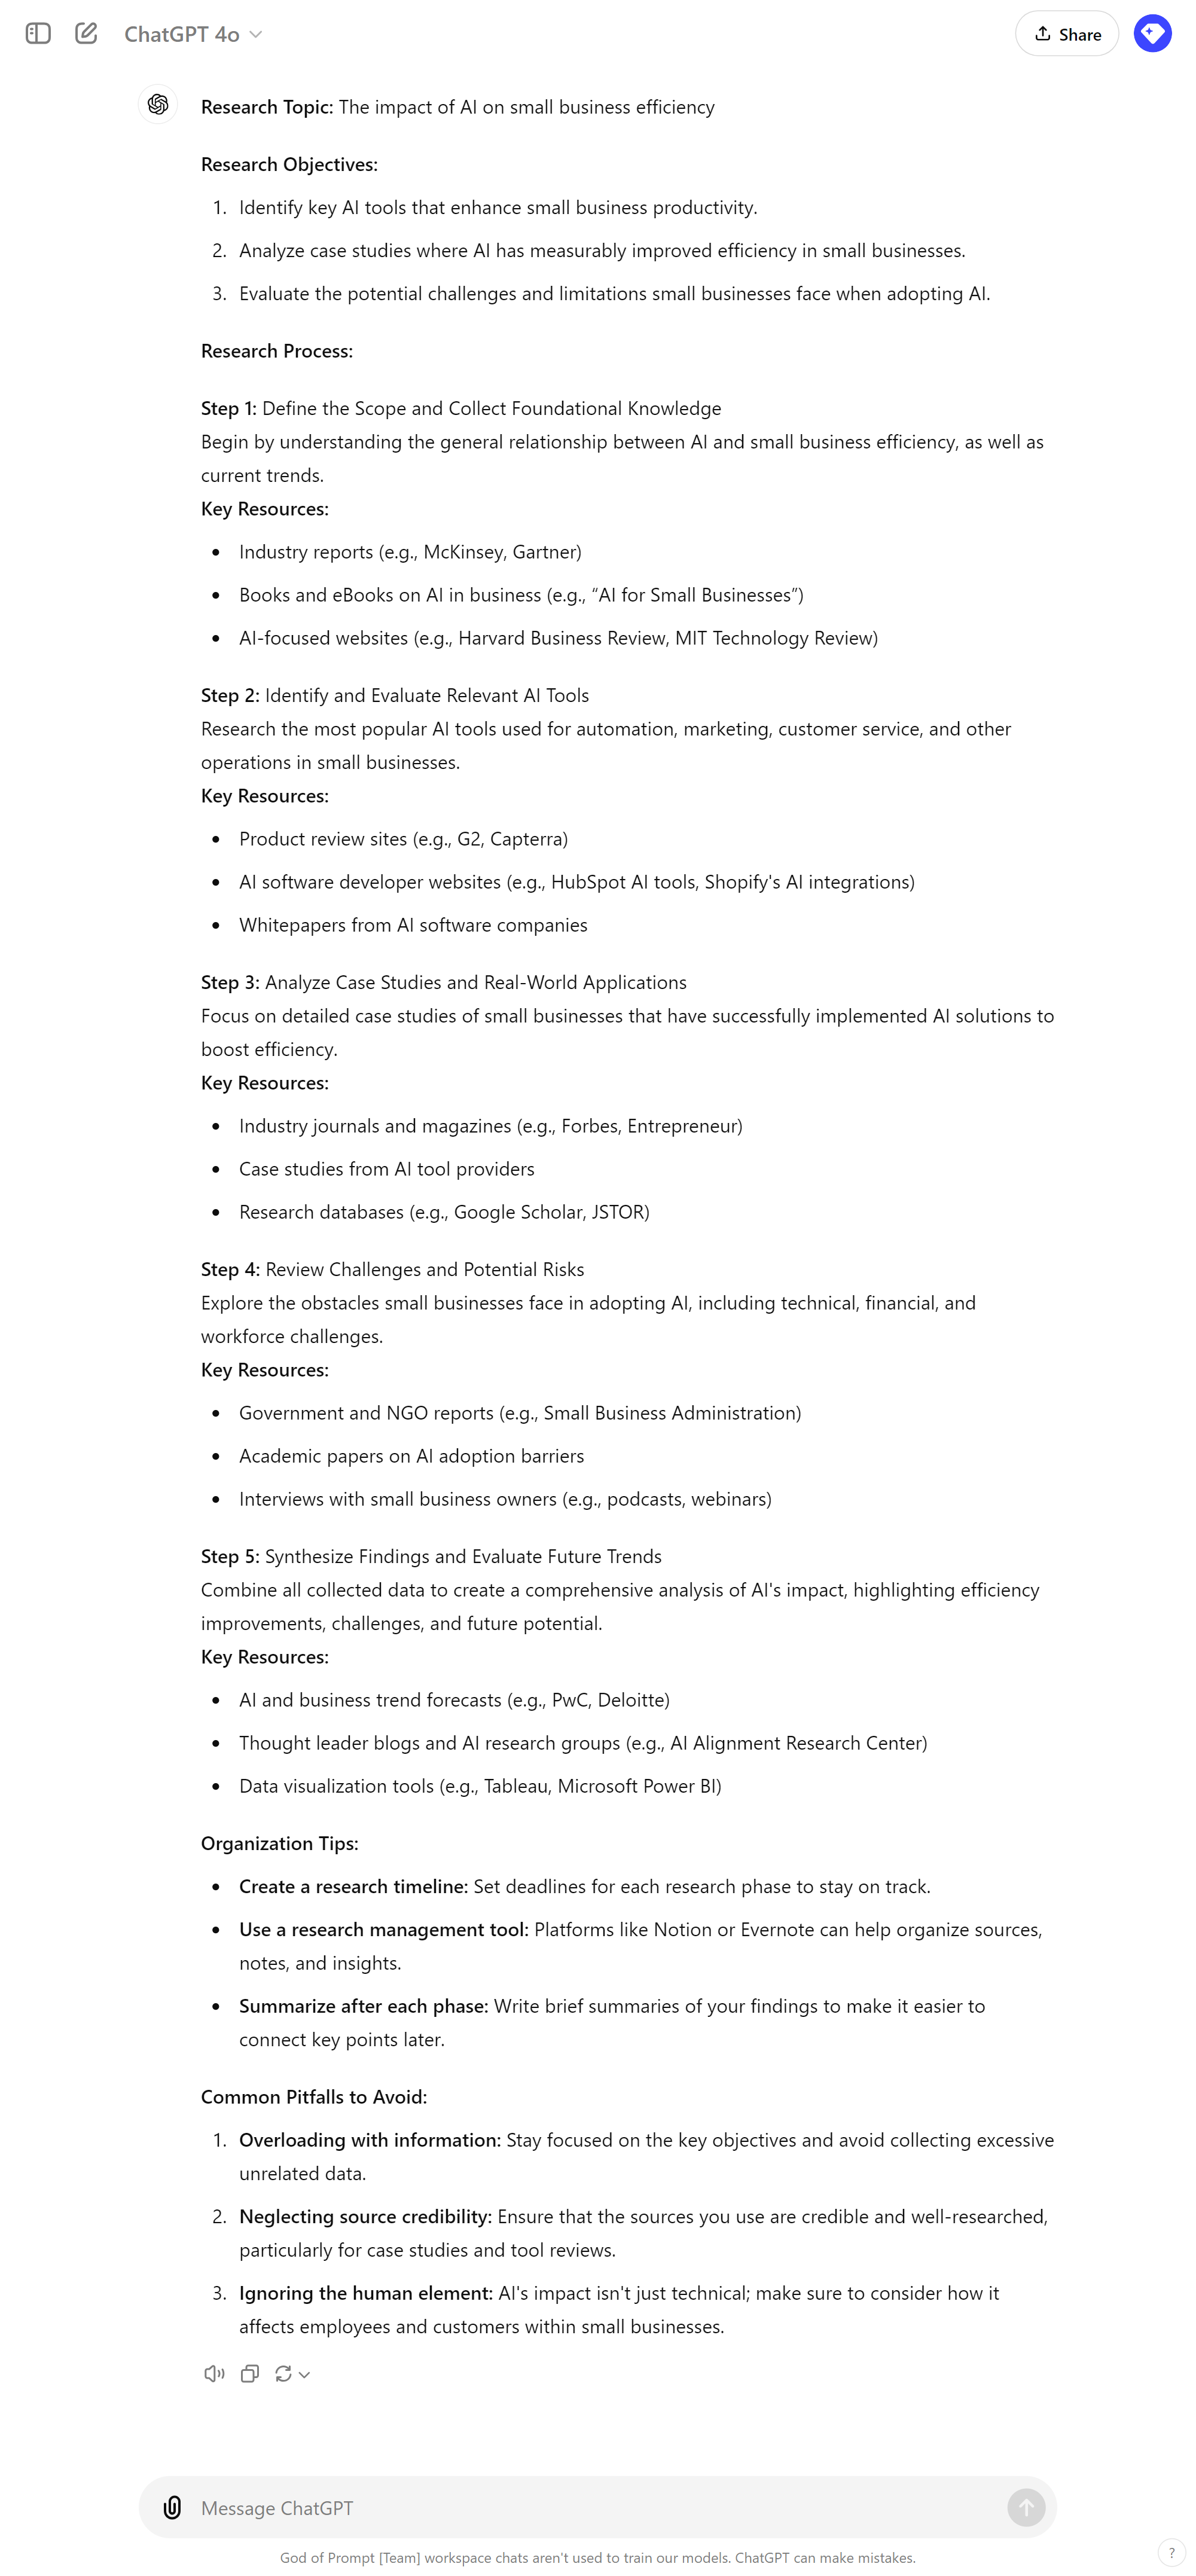 ChatGPT 4o
Share
Research Topic: The impact of AI on small business efficiency
Research Objectives:
1. Identify key AI tools that enhance small business productivity.
2. Analyze case studies where AI has measurably improved efficiency in small businesses.
3. Evaluate the potential challenges and limitations small businesses face when adopting AI.
Research Process:
Step 1: Define the Scope and Collect Foundational Knowledge
Begin by understanding the general relationship between AI and small business efficiency, as well as
current trends.
Key Resources:
• Industry reports (e.g., McKinsey, Gartner)
• Books and eBooks on AI in business (e.g., “AI for Small Businesses”)
• AI-focused websites (e.g., Harvard Business Review, MIT Technology Review)
Step 2: Identify and Evaluate Relevant AI Tools
Research the most popular AI tools used for automation, marketing, customer service, and other
operations in small businesses.
Key Resources:
• Product review sites (e.g., G2, Capterra)
• AI software developer websites (e.g., HubSpot AI tools, Shopify's AI integrations)
• Whitepapers from AI software companies
Step 3: Analyze Case Studies and Real-World Applications
Focus on detailed case studies of small businesses that have successfully implemented AI solutions to
boost efficiency.
Key Resources:
• Industry journals and magazines (e.g., Forbes, Entrepreneur)
• Case studies from AI tool providers
• Research databases (e.g., Google Scholar, JSTOR)
Step 4: Review Challenges and Potential Risks
Explore the obstacles small businesses face in adopting AI, including technical, financial, and
workforce challenges.
Key Resources:
• Government and NGO reports (e.g., Small Business Administration)
• Academic papers on AI adoption barriers
• Interviews with small business owners (e.g., podcasts, webinars)
Step 5: Synthesize Findings and Evaluate Future Trends
Combine all collected data to create a comprehensive analysis of AI's impact, highlighting efficiency
improvements, challenges, and future potential.
Key Resources:
• AI and business trend forecasts (e.g., PwC, Deloitte)
• Thought leader blogs and AI research groups (e.g., AI Alignment Research Center)
• Data visualization tools (e.g., Tableau, Microsoft Power BI)
Organization Tips:
• Create a research timeline: Set deadlines for each research phase to stay on track.
• Use a research management tool: Platforms like Notion or Evernote can help organize sources,
notes, and insights.
• Summarize after each phase: Write brief summaries of your findings to make it easier to
connect key points later.
Common Pitfalls to Avoid:
1. Overloading with information: Stay focused on the key objectives and avoid collecting excessive
unrelated data.
2. Neglecting source credibility: Ensure that the sources you use are credible and well-researched,
particularly for case studies and tool reviews.
3. Ignoring the human element: AI's impact isn't just technical; make sure to consider how it
affects employees and customers within small businesses.
Message ChatGPT
God of Prompt [Team] workspace chats aren't used to train our models. ChatGPT can make mistakes.
?